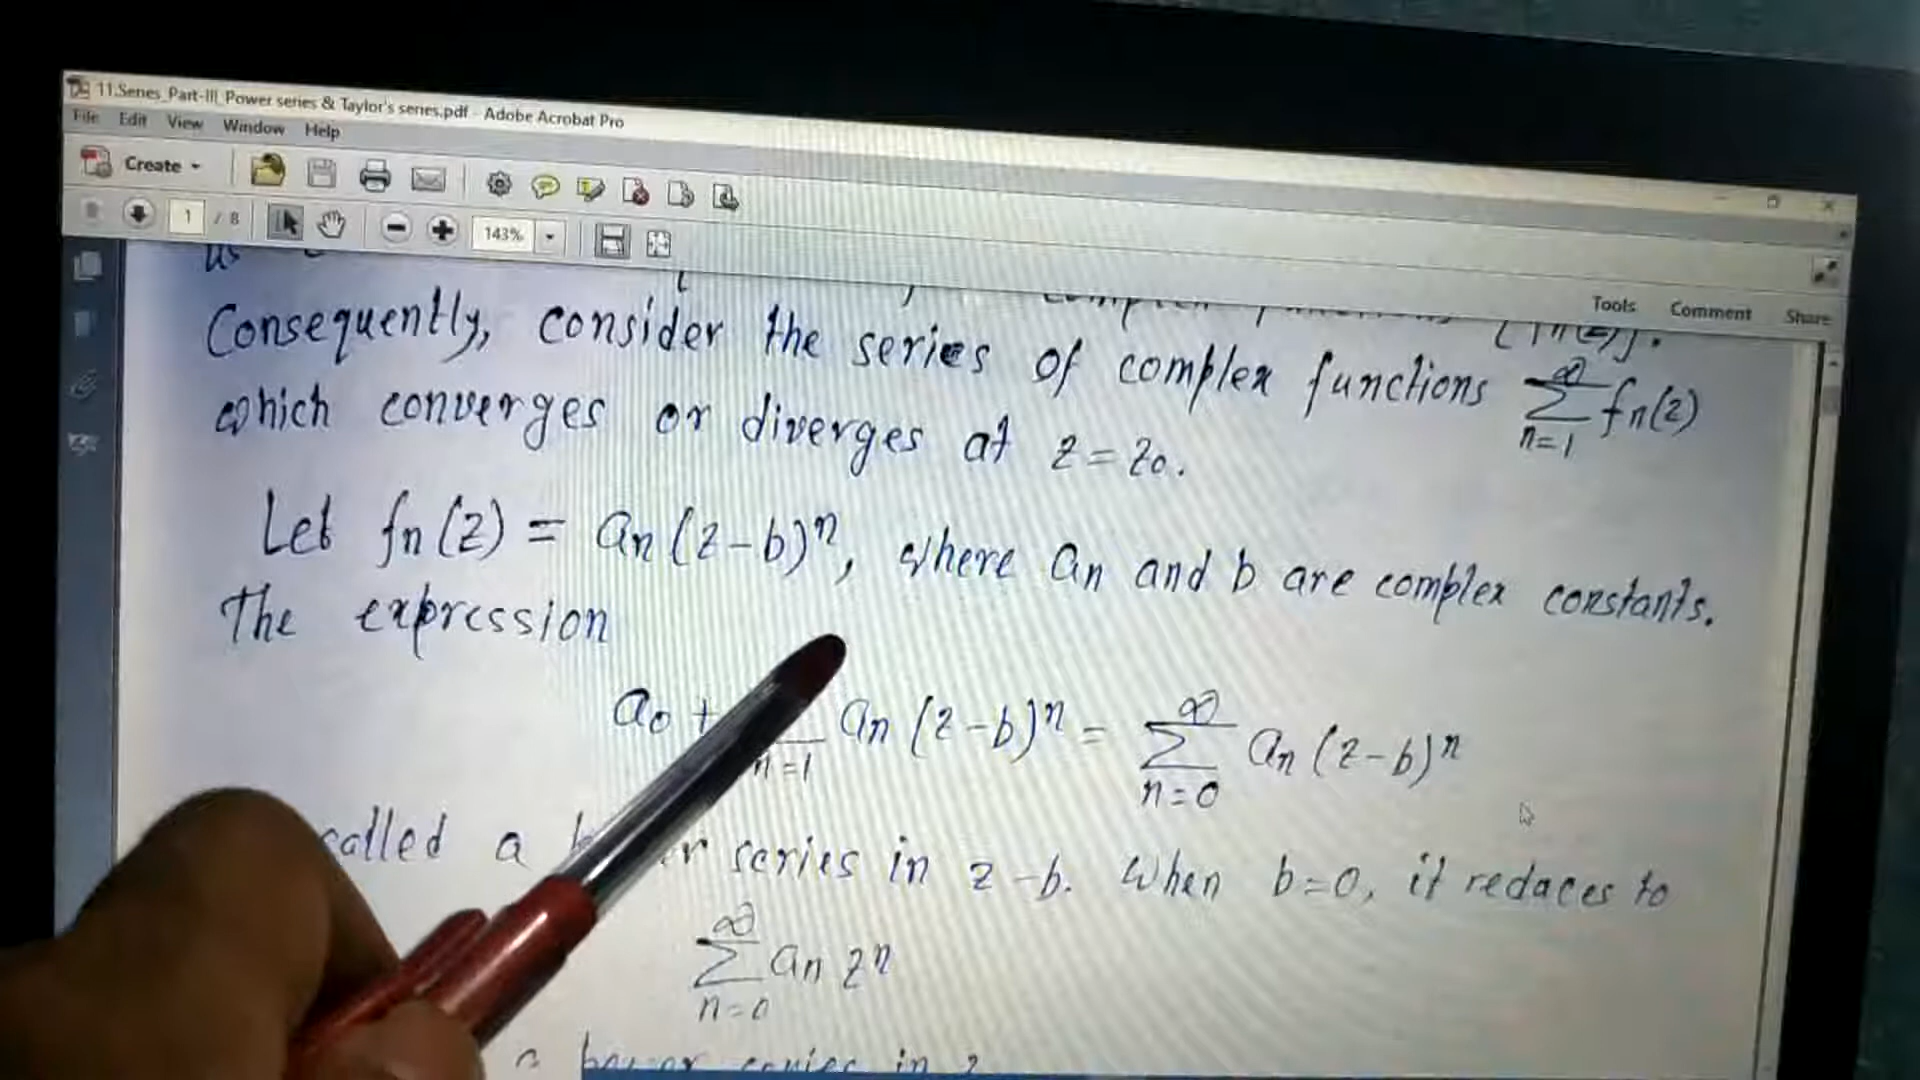 11.Series_Part-III_Power series & Taylor's series.pdf - Adobe Acrobat Pro
File Edit View Window Help
Create
1 / 8 143%
Tools Comment Share
Consequently, consider the series of complex functions ∑_{n=1}^{∞} fn(z)
which converges or diverges at z = z₀.
Let fn(z) = an(z-b)ⁿ, where an and b are complex constants.
The expression
a₀ + n=1 an (z-b)ⁿ = ∑_{n=0}^{∞} an (z-b)ⁿ
called a series in z-b. When b=0, it reduces to
∑_{n=0}^{∞} an zⁿ